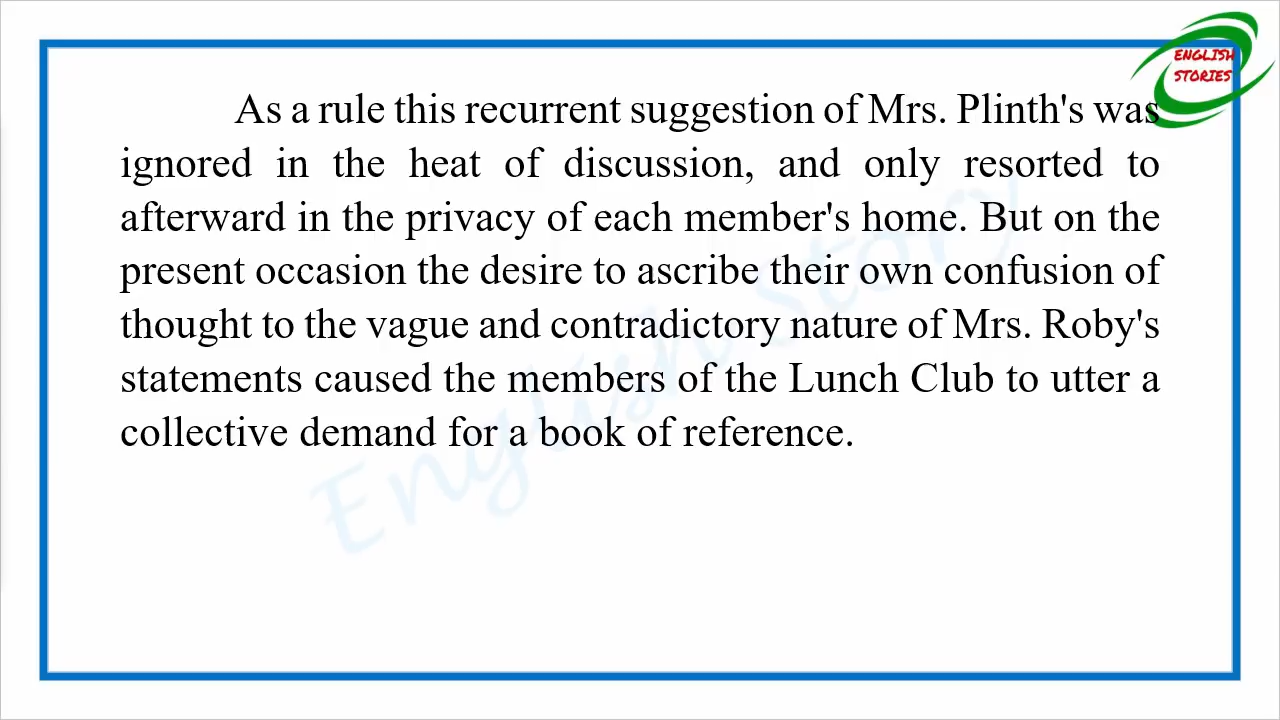 ENGLISH
STORIES
As a rule this recurrent suggestion of Mrs. Plinth's was
ignored in the heat of discussion, and only resorted to
afterward in the privacy of each member's home. But on the
present occasion the desire to ascribe their own confusion of
thought to the vague and contradictory nature of Mrs. Roby's
statements caused the members of the Lunch Club to utter a
collective demand for a book of reference.
English Story